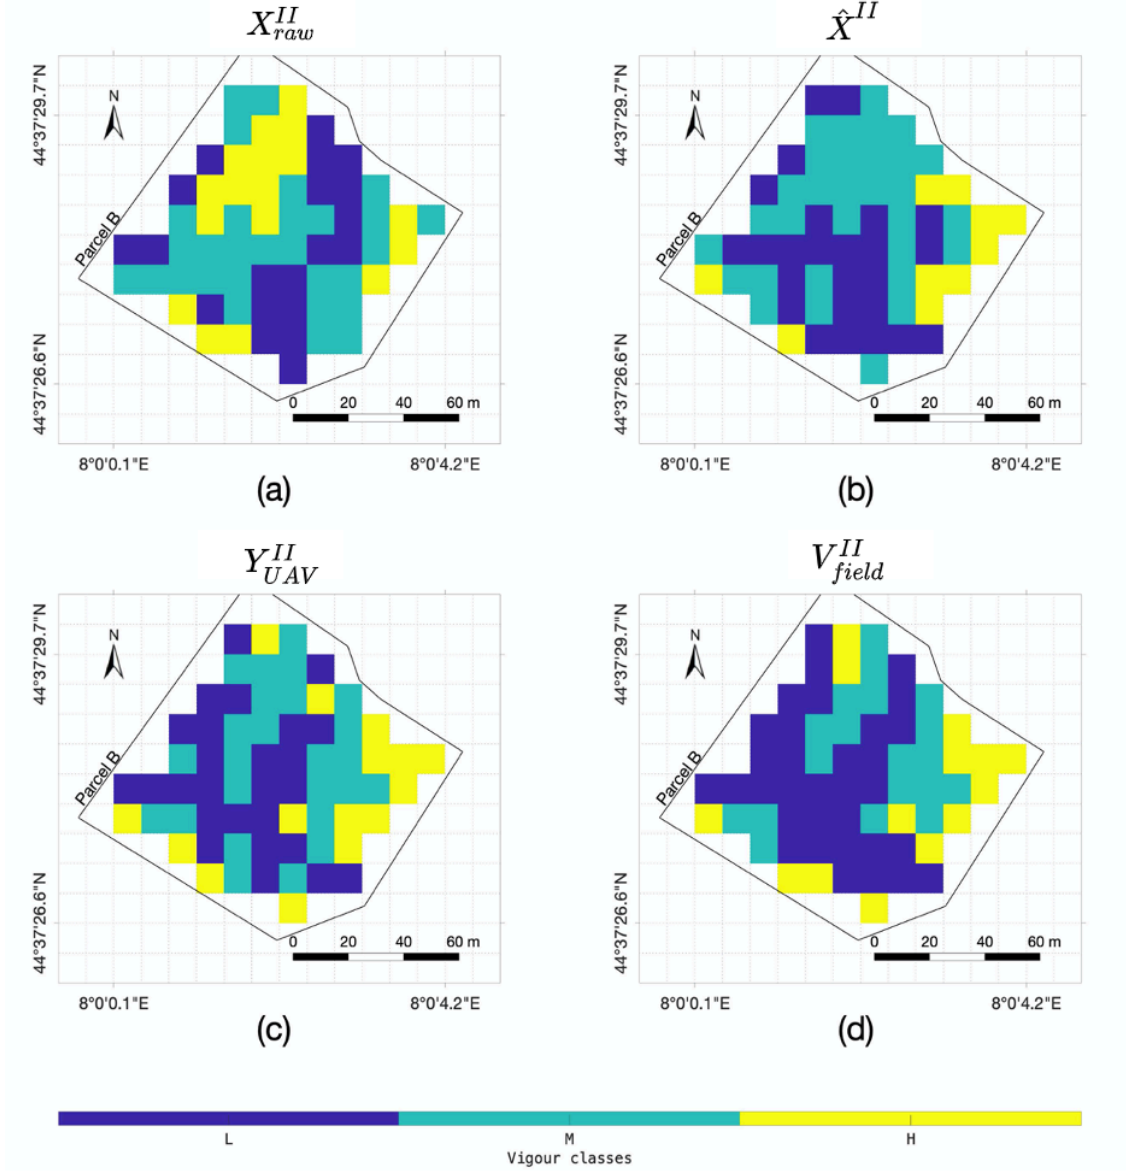 X_{raw}^{II}
X̂^{II}
44°37'29.7"N
N
Parcel B
44°37'26.6"N
0 20 40 60 m
8°0'0.1"E 8°0'4.2"E
(a)
44°37'29.7"N
N
Parcel B
44°37'26.6"N
0 20 40 60 m
8°0'0.1"E 8°0'4.2"E
(b)
Y_{UAV}^{II}
V_{field}^{II}
44°37'29.7"N
N
Parcel B
44°37'26.6"N
0 20 40 60 m
8°0'0.1"E 8°0'4.2"E
(c)
44°37'29.7"N
N
Parcel B
44°37'26.6"N
0 20 40 60 m
8°0'0.1"E 8°0'4.2"E
(d)
L M H
Vigour classes